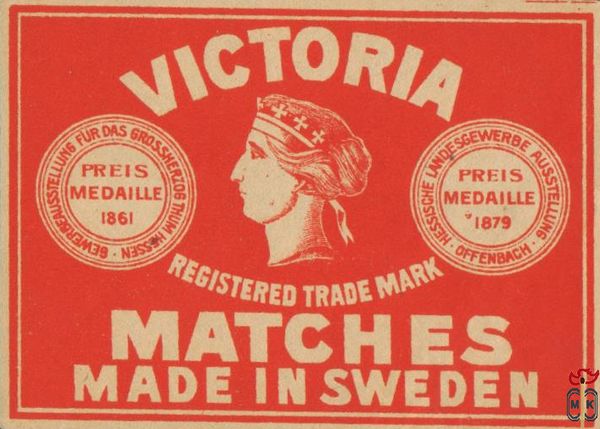 VICTORIA
GEWERBEAUSSTELLUNG FÜR DAS GROSSHERZOGTHUM HESSEN
PREIS
MEDAILLE
1861
HESSISCHE LANDESGEWERBE AUSSTELLUNG
· OFFENBACH ·
PREIS
MEDAILLE
1879
REGISTERED TRADE MARK
MATCHES
MADE IN SWEDEN
M K